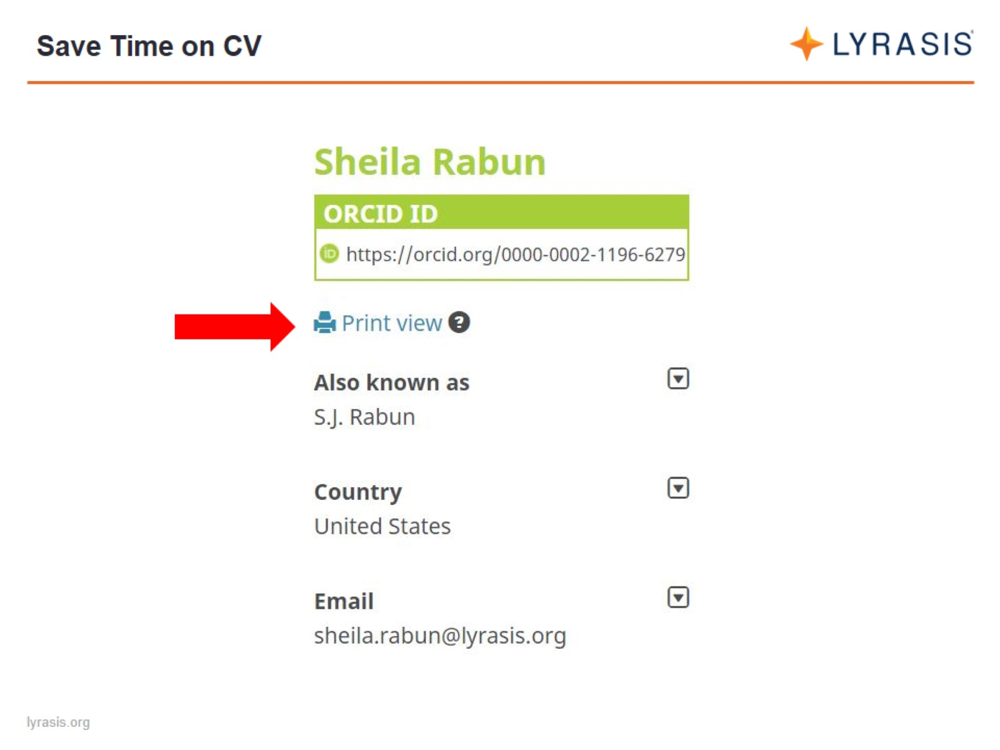 Save Time on CV
LYRASIS
Sheila Rabun
ORCID ID
iD https://orcid.org/0000-0002-1196-6279
Print view ?
Also known as
S.J. Rabun
Country
United States
Email
sheila.rabun@lyrasis.org
lyrasis.org